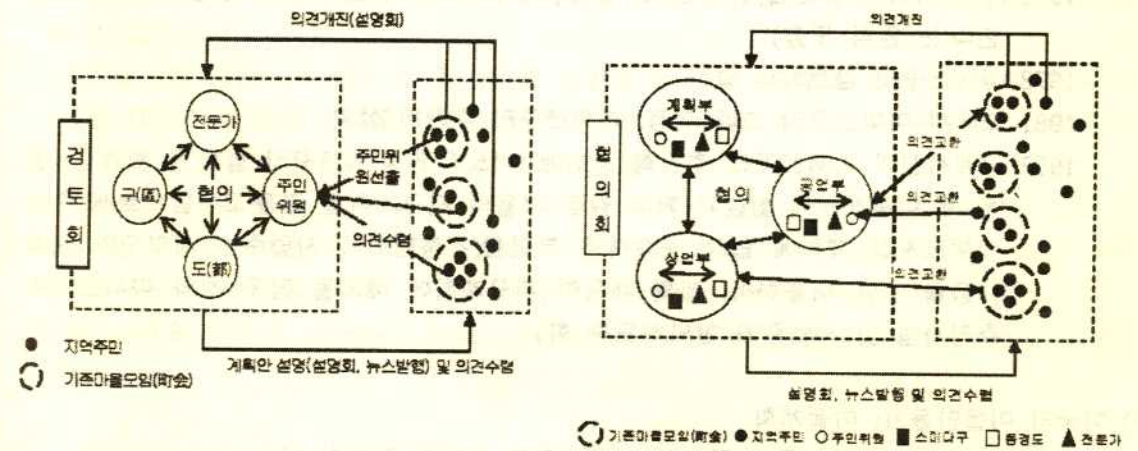 의견개진(설명회)
검토회
전문가
구(區)
협의
주민
위원
도(都)
주민위
원선출
의견수렴
계획안 설명(설명회, 뉴스발행) 및 의견수렴
지역주민
기존마을모임(町会)
의견개진
협의회
계획부
협의
공업부
상업부
의견교환
의견교환
의견교환
설명회, 뉴스발행 및 의견수렴
기존마을모임(町会) 지역주민 주민위원 스미다구 동경도 전문가